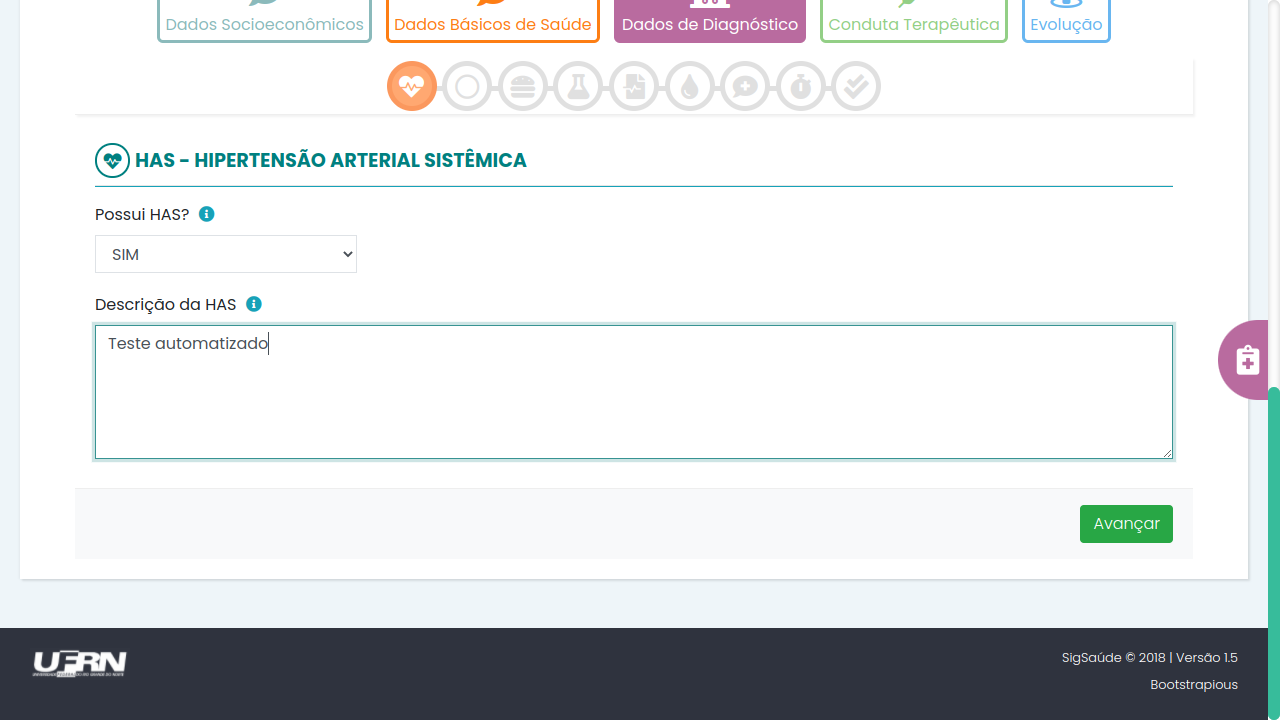 Dados Socioeconômicos
Dados Básicos de Saúde
Dados de Diagnóstico
Conduta Terapêutica
Evolução
HAS - HIPERTENSÃO ARTERIAL SISTÊMICA
Possui HAS?
SIM
Descrição da HAS
Teste automatizado
Avançar
UFRN
SigSaúde © 2018 | Versão 1.5
Bootstrapious